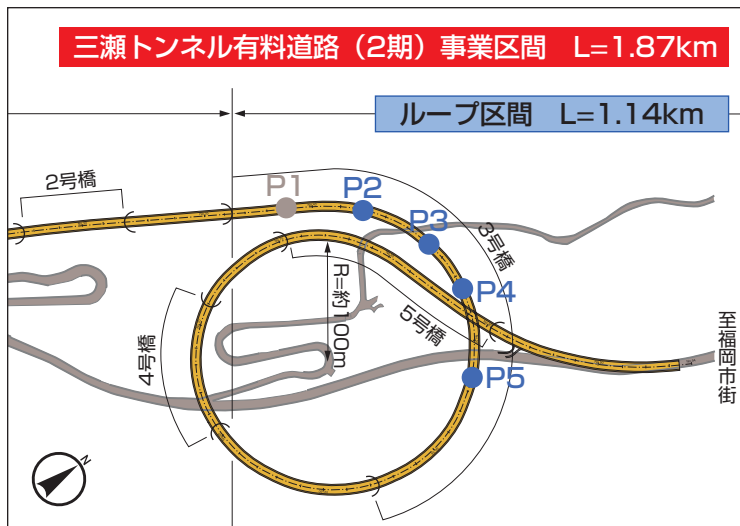 三瀬トンネル有料道路（2期）事業区間　L=1.87km
ループ区間　L=1.14km
2号橋
P1
P2
P3
3号橋
P4
R=約100m
5号橋
4号橋
P5
至福岡市街
N